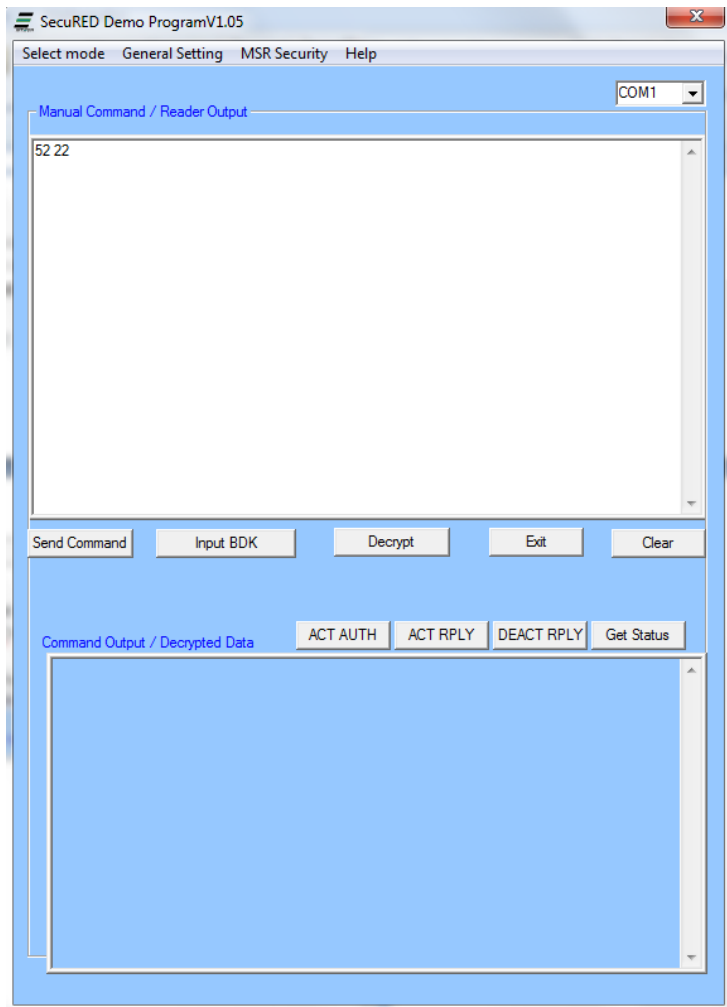 SecuRED Demo ProgramV1.05
X
Select mode General Setting MSR Security Help
COM1
Manual Command / Reader Output
52 22
Send Command Input BDK Decrypt Exit Clear
ACT AUTH ACT RPLY DEACT RPLY Get Status
Command Output / Decrypted Data